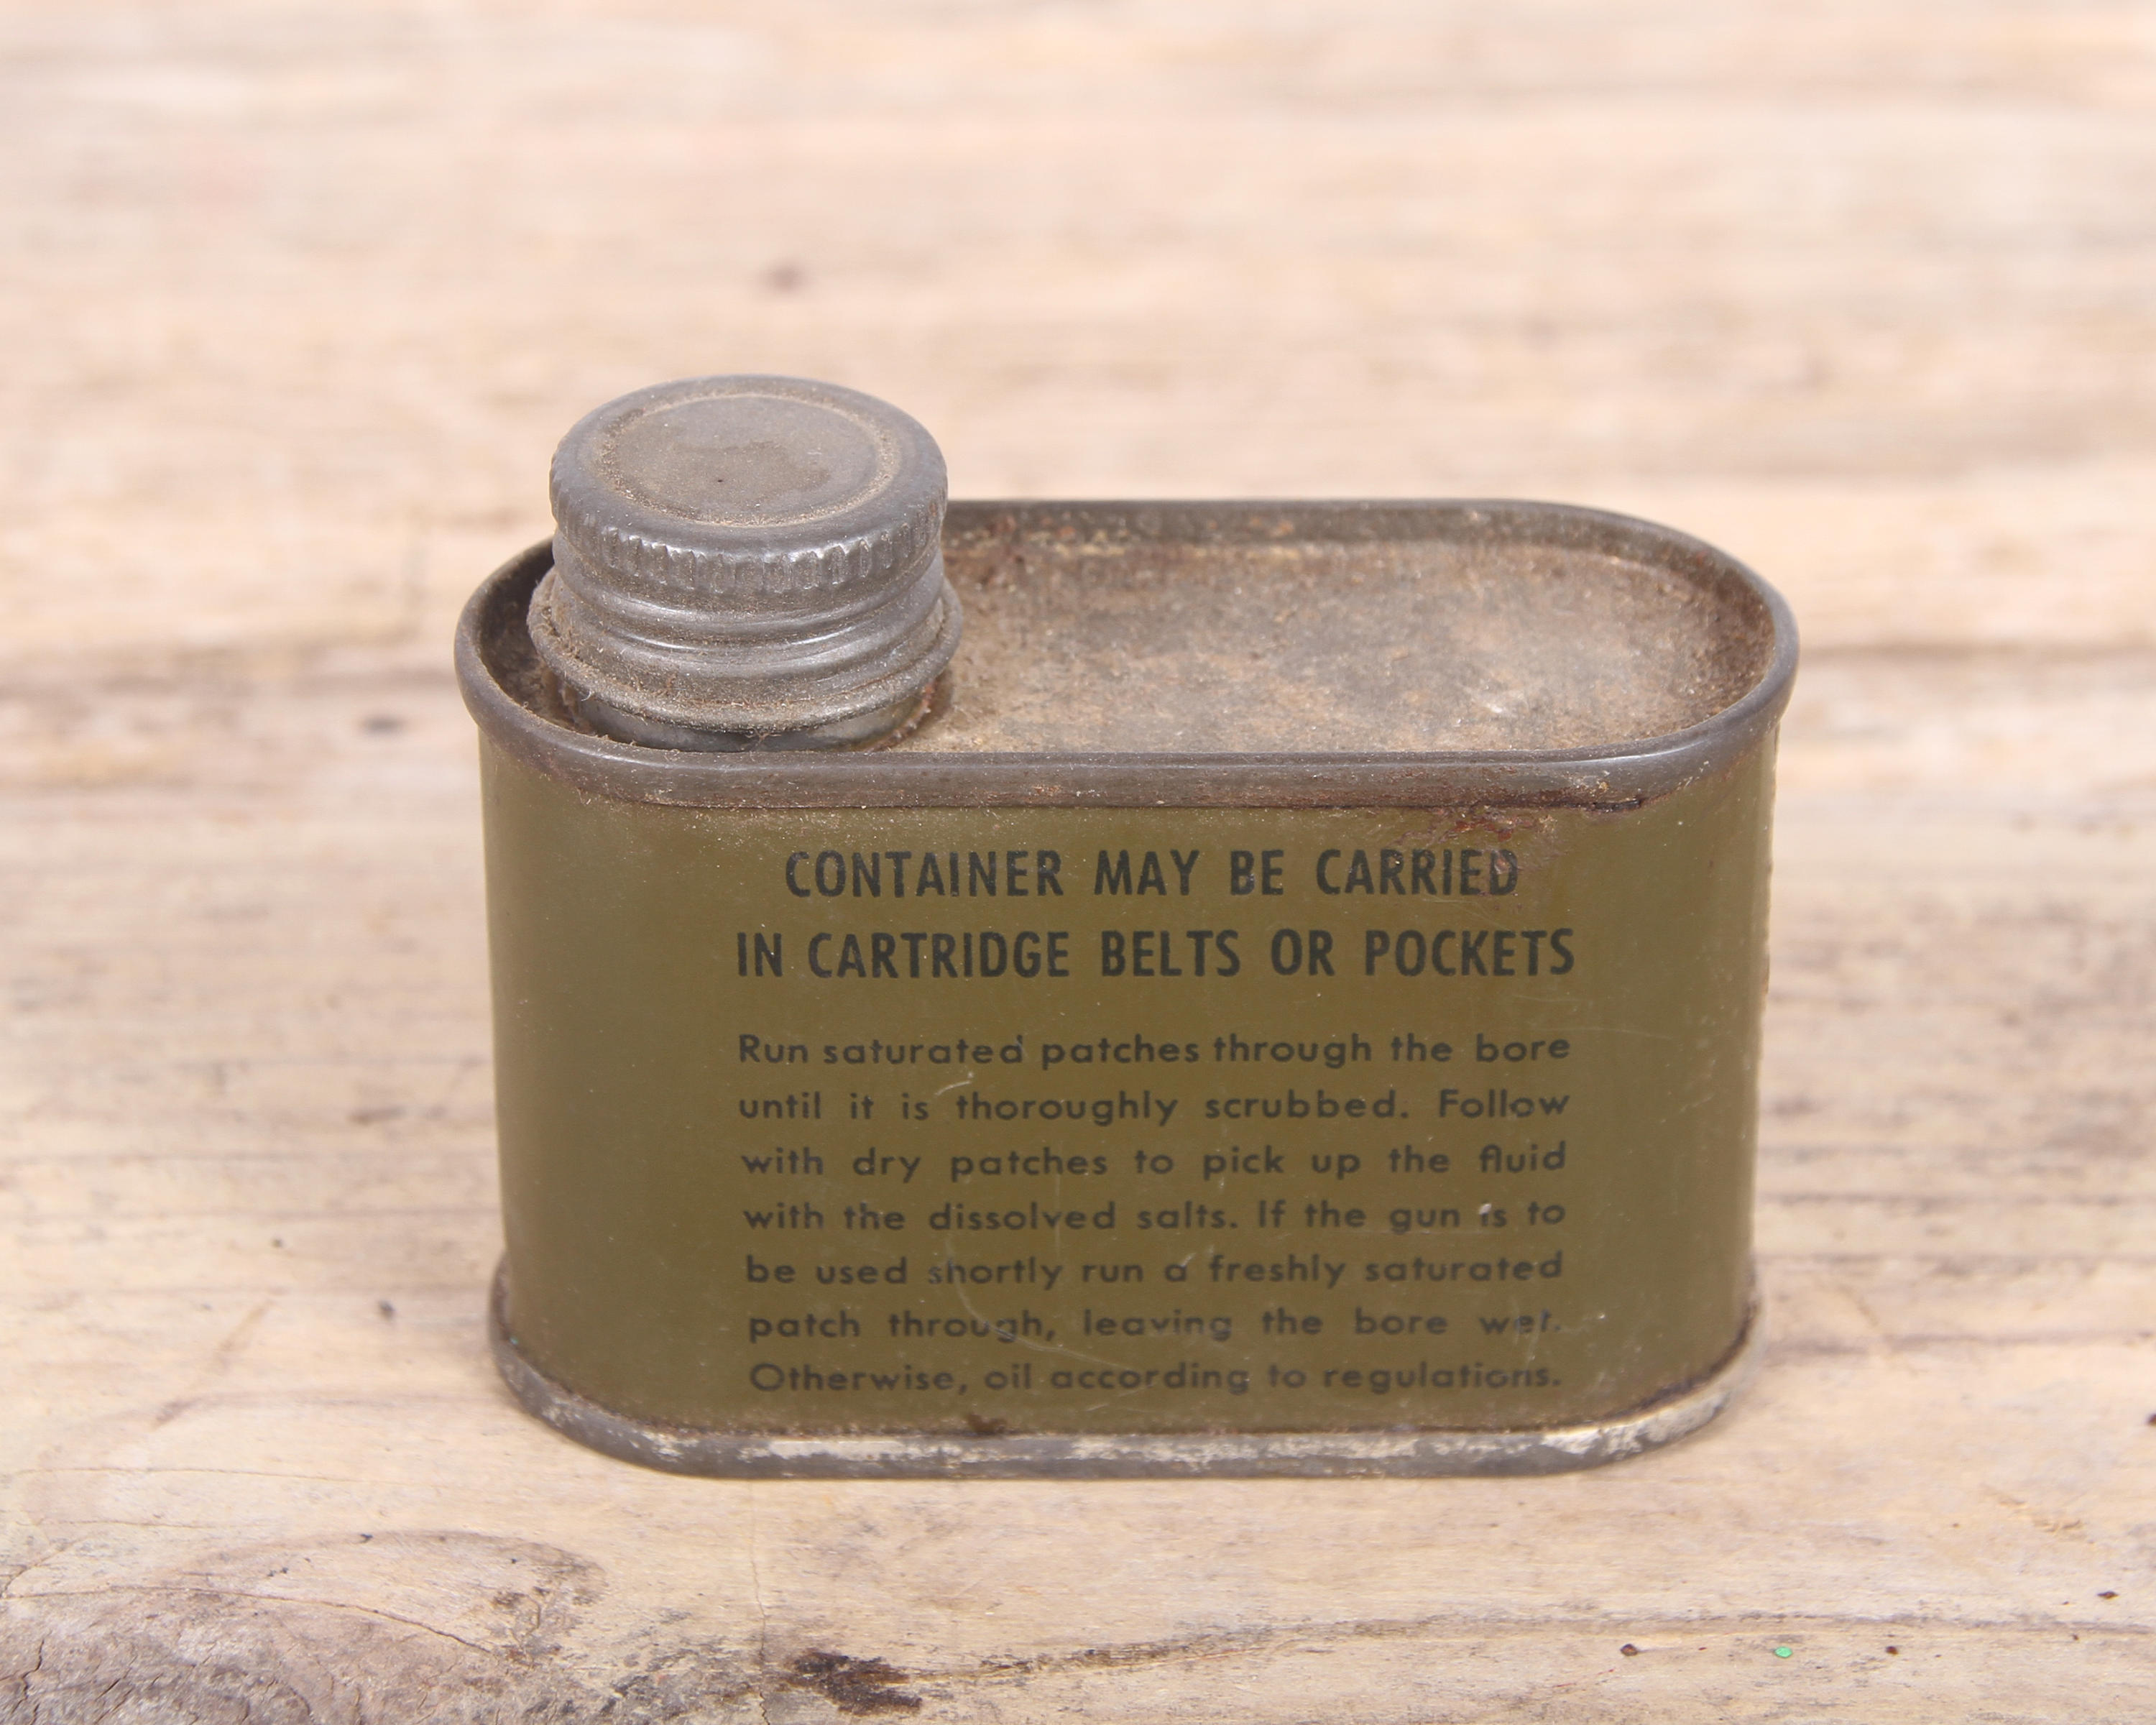 CONTAINER MAY BE CARRIED
IN CARTRIDGE BELTS OR POCKETS
Run saturated patches through the bore
until it is thoroughly scrubbed. Follow
with dry patches to pick up the fluid
with the dissolved salts. If the gun is to
be used shortly run a freshly saturated
patch through, leaving the bore wet.
Otherwise, oil according to regulations.